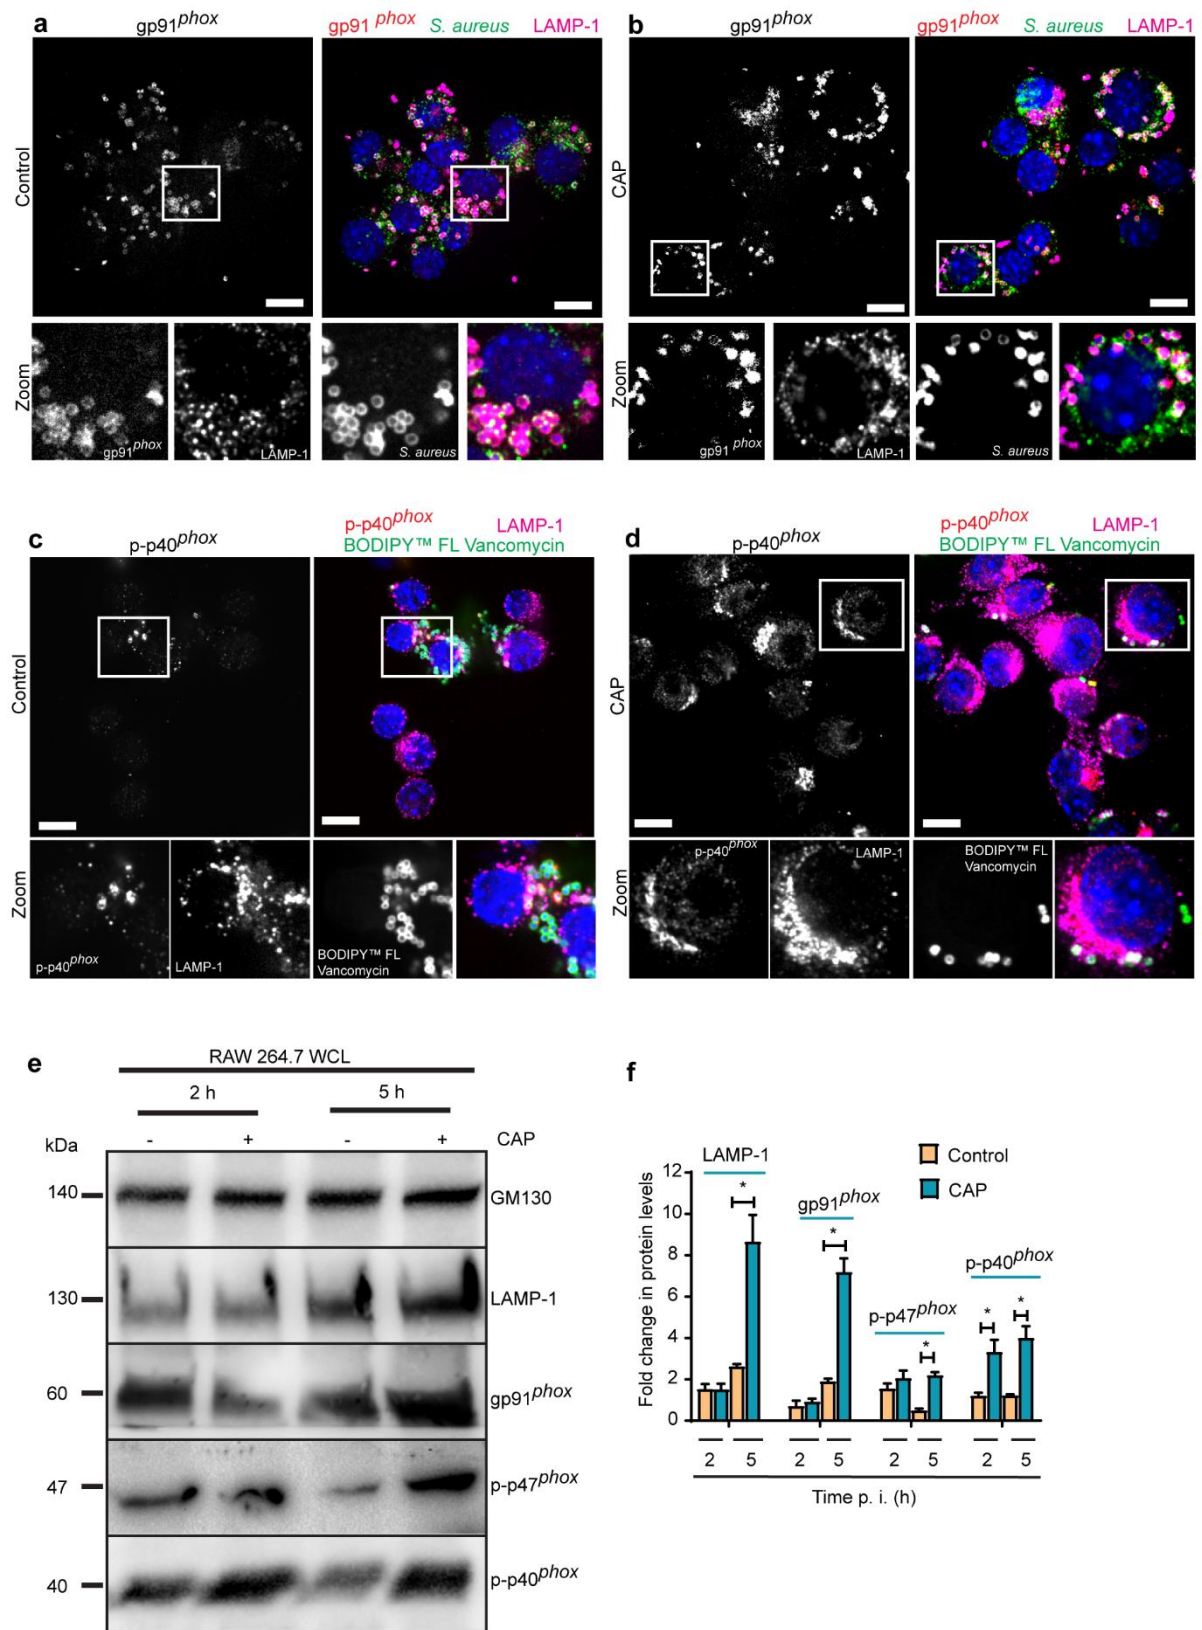 a
gp91phox
gp91phox S. aureus LAMP-1
Control
Zoom
gp91phox
LAMP-1
S. aureus
b
gp91phox
gp91phox S. aureus LAMP-1
CAP
Zoom
gp91phox
LAMP-1
S. aureus
c
p-p40phox
p-p40phox LAMP-1
BODIPY™ FL Vancomycin
Control
Zoom
p-p40phox
LAMP-1
BODIPY™ FL
Vancomycin
d
p-p40phox
p-p40phox LAMP-1
BODIPY™ FL Vancomycin
CAP
Zoom
p-p40phox
LAMP-1
BODIPY™ FL
Vancomycin
e
RAW 264.7 WCL
2 h 5 h
kDa - + - + CAP
140 GM130
130 LAMP-1
60 gp91phox
47 p-p47phox
40 p-p40phox
f
Control
CAP
LAMP-1
gp91phox
p-p47phox
p-p40phox
* * * * *
Fold change in protein levels
12
10
8
6
4
2
0
2 5 2 5 2 5 2 5
Time p. i. (h)